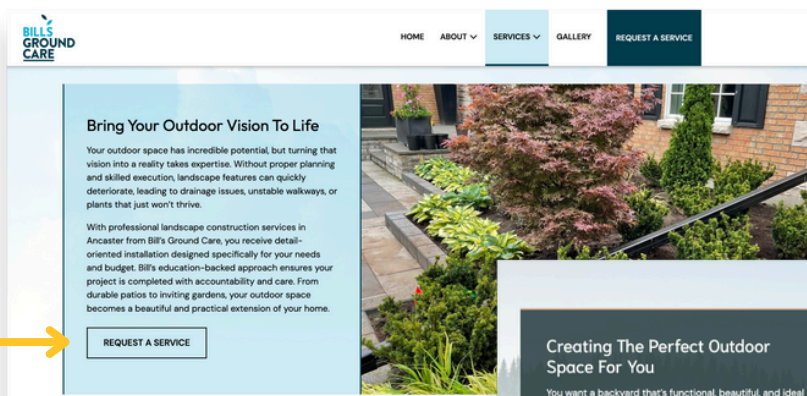 BILLS
GROUND
CARE
HOME ABOUT SERVICES GALLERY REQUEST A SERVICE
Bring Your Outdoor Vision To Life
Your outdoor space has incredible potential, but turning that
vision into a reality takes expertise. Without proper planning
and skilled execution, landscape features can quickly
deteriorate, leading to drainage issues, unstable walkways, or
plants that just won't thrive.
With professional landscape construction services in
Ancaster from Bill's Ground Care, you receive detail-
oriented installation designed specifically for your needs
and budget. Bill's education-backed approach ensures your
project is completed with accountability and care. From
durable patios to inviting gardens, your outdoor space
becomes a beautiful and practical extension of your home.
REQUEST A SERVICE
Creating The Perfect Outdoor
Space For You
You want a backyard that's functional, beautiful, and ideal